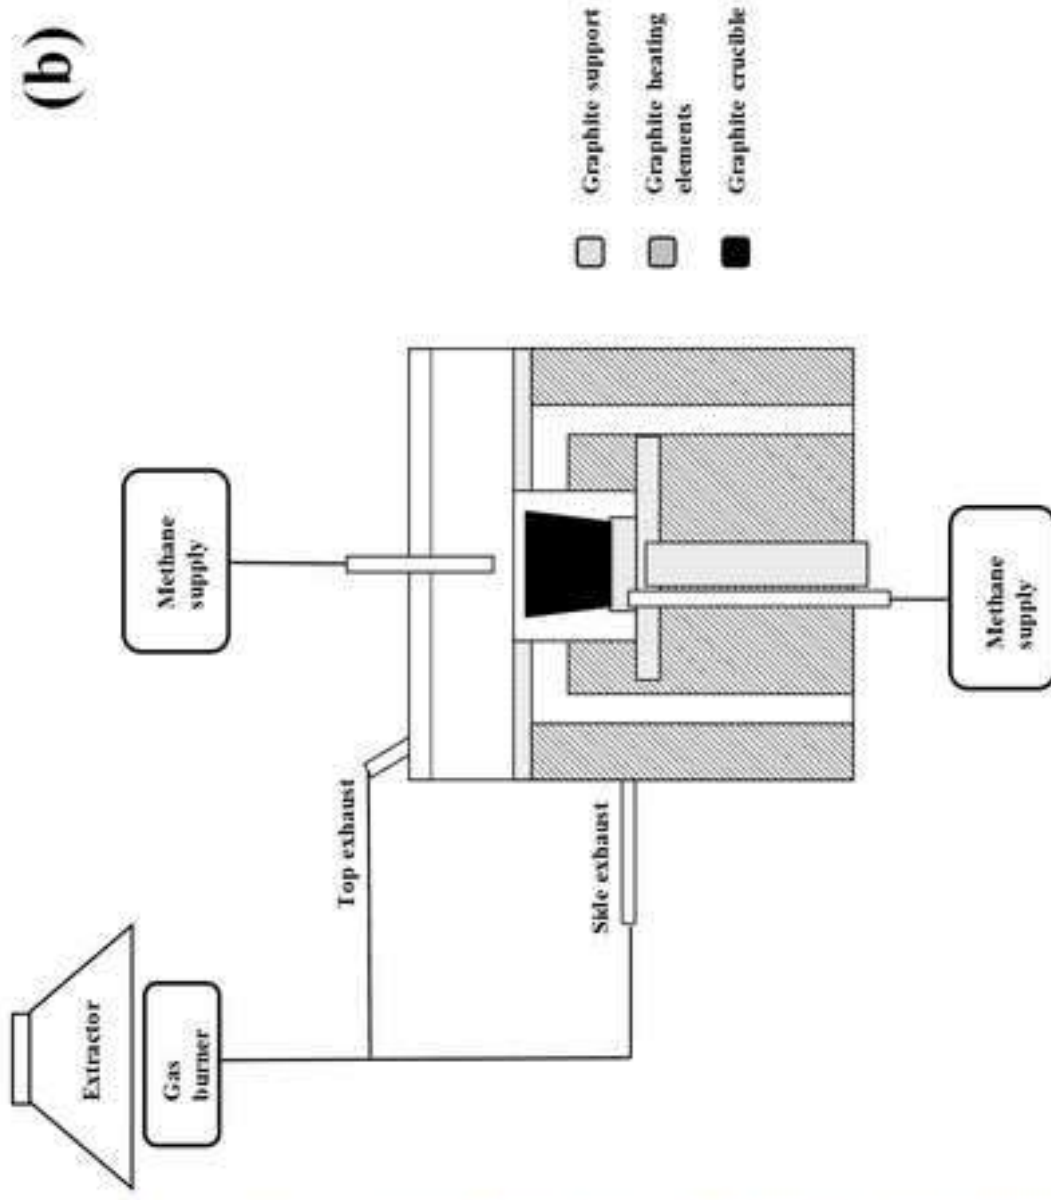 (b)
Extractor
Gas
burner
Top exhaust
Side exhaust
Methane
supply
Methane
supply
Graphite support
Graphite heating
elements
Graphite crucible